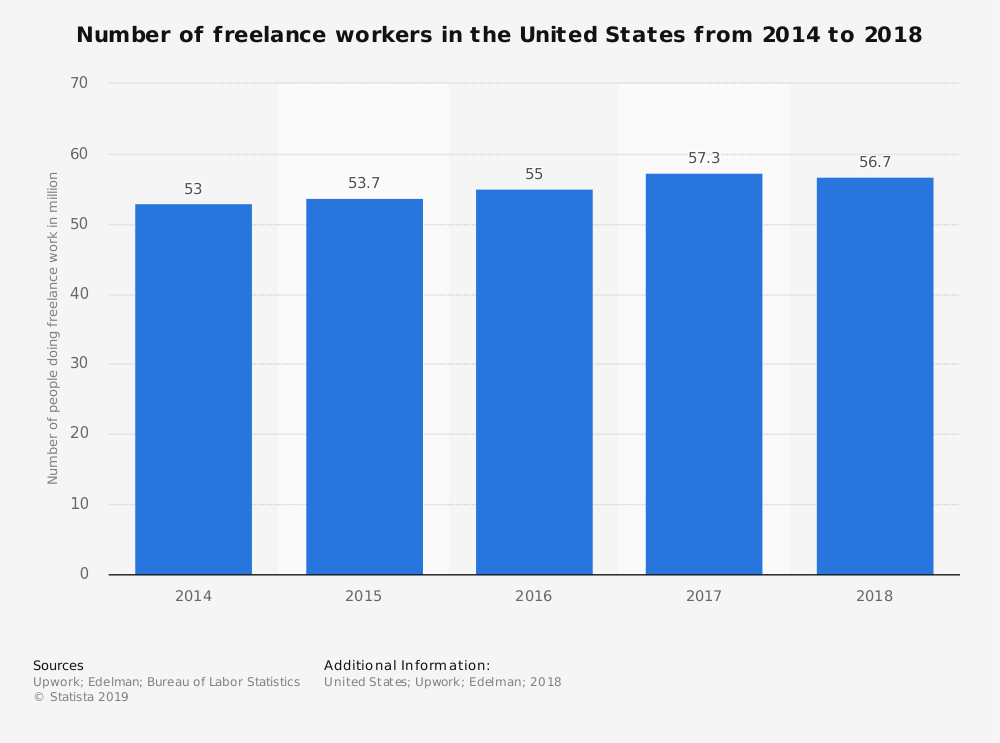 Number of freelance workers in the United States from 2014 to 2018
Number of people doing freelance work in million
70
60
50
40
30
20
10
0
53
53.7
55
57.3
56.7
2014
2015
2016
2017
2018
Sources
Upwork; Edelman; Bureau of Labor Statistics
© Statista 2019
Additional Information:
United States; Upwork; Edelman; 2018